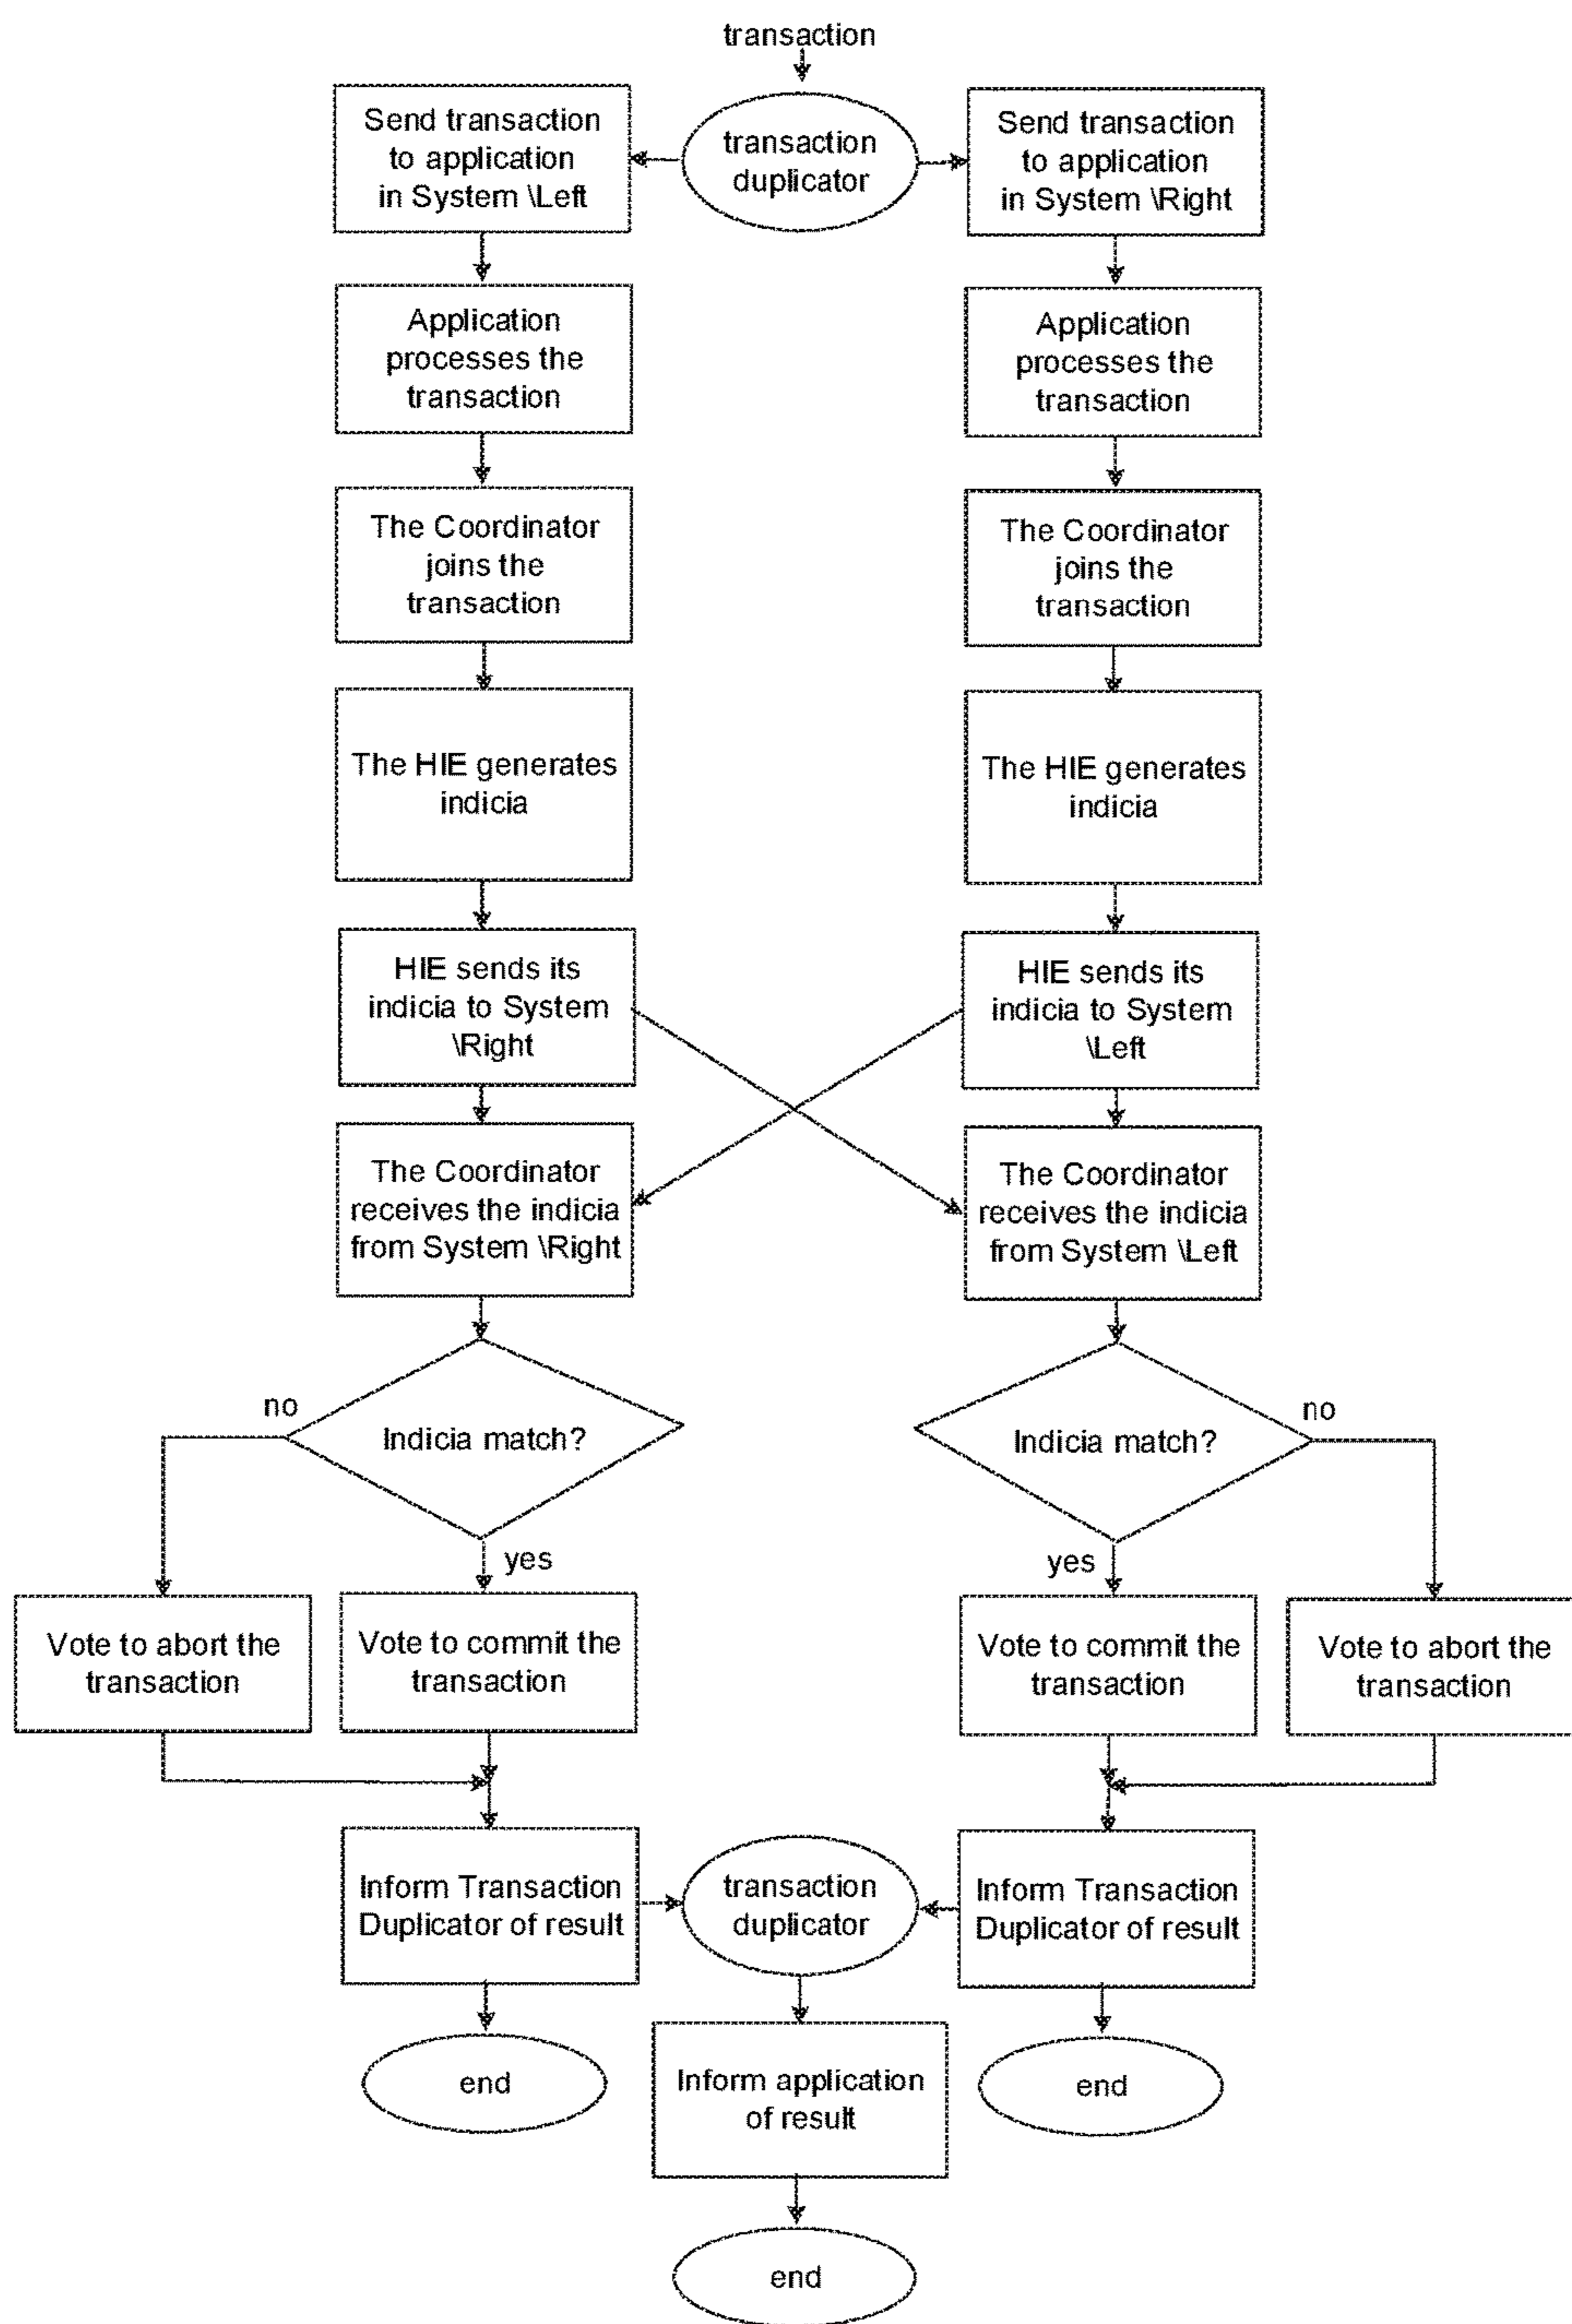 transaction
Send transaction
to application
in System \Left
transaction
duplicator
Send transaction
to application
in System \Right
Application
processes the
transaction
Application
processes the
transaction
The Coordinator
joins the
transaction
The Coordinator
joins the
transaction
The HIE generates
indicia
The HIE generates
indicia
HIE sends its
indicia to System
\Right
HIE sends its
indicia to System
\Left
The Coordinator
receives the indicia
from System \Right
The Coordinator
receives the indicia
from System \Left
no
Indicia match?
yes
Indicia match?
no
yes
Vote to abort the
transaction
Vote to commit the
transaction
Vote to commit the
transaction
Vote to abort the
transaction
Inform Transaction
Duplicator of result
transaction
duplicator
Inform Transaction
Duplicator of result
end
Inform application
of result
end
end